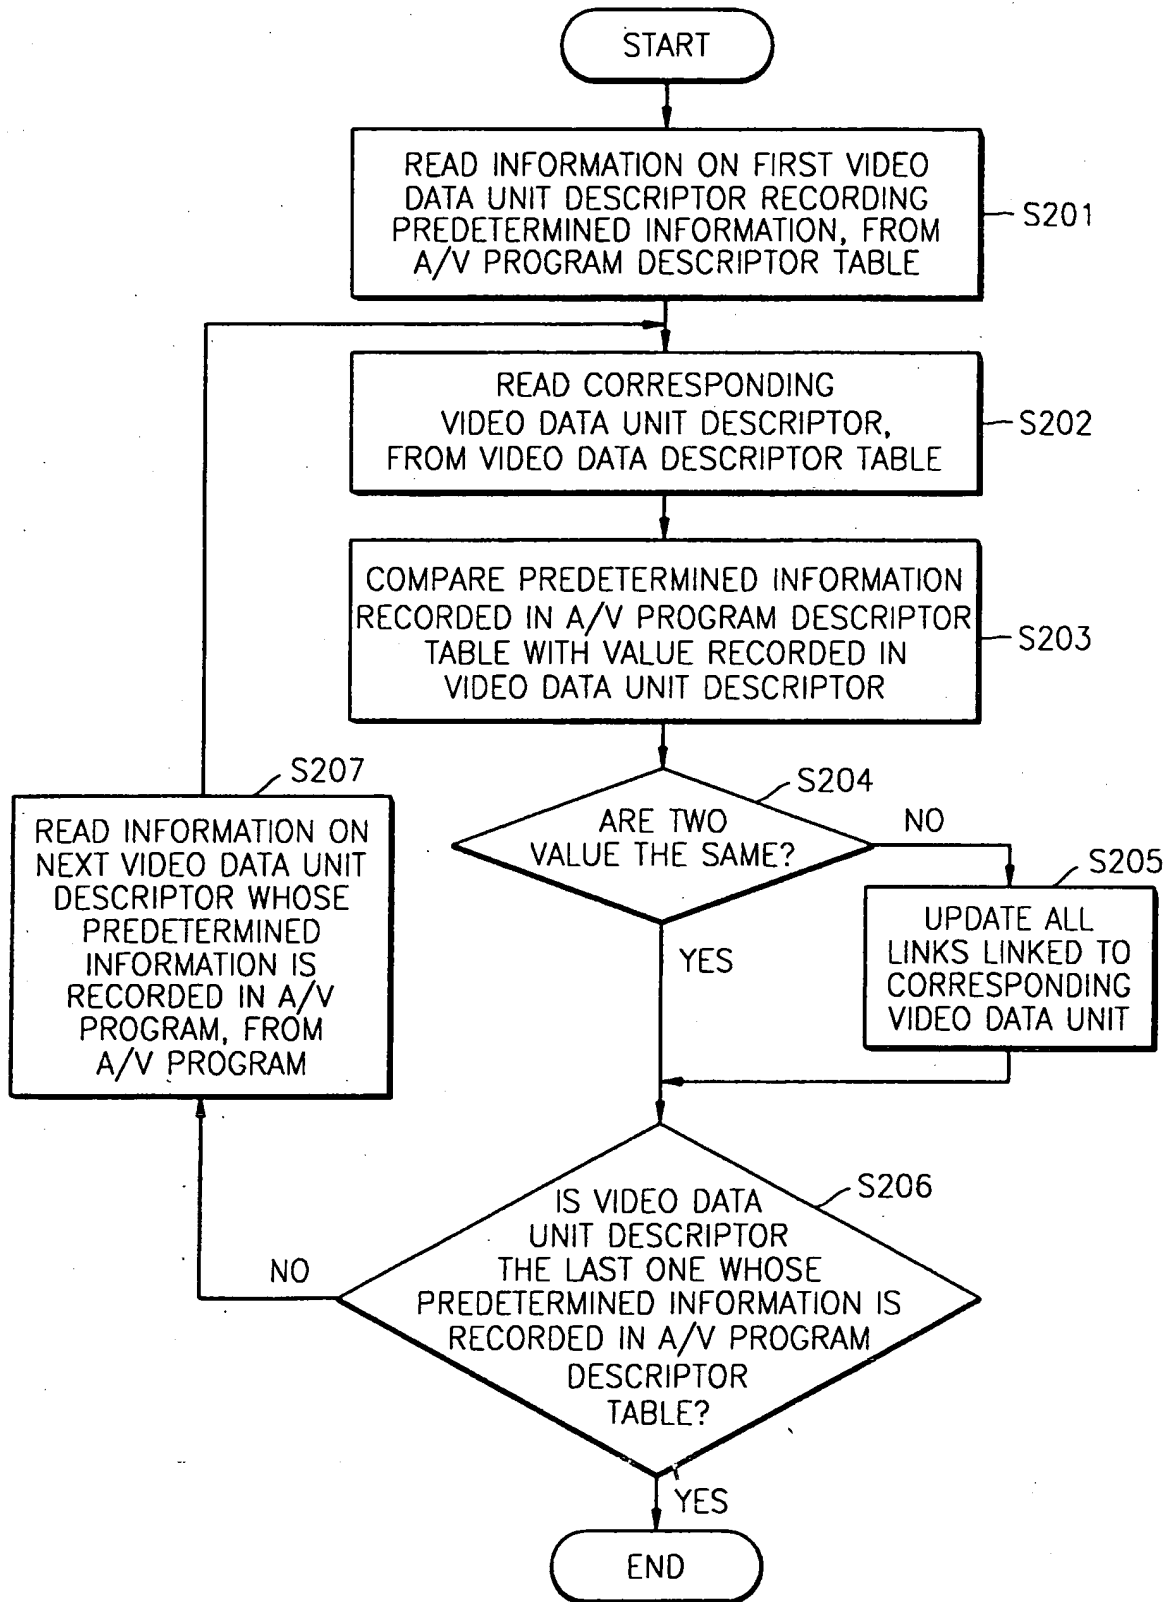 START
READ INFORMATION ON FIRST VIDEO
DATA UNIT DESCRIPTOR RECORDING
PREDETERMINED INFORMATION, FROM
A/V PROGRAM DESCRIPTOR TABLE
S201
READ CORRESPONDING
VIDEO DATA UNIT DESCRIPTOR,
FROM VIDEO DATA DESCRIPTOR TABLE
S202
COMPARE PREDETERMINED INFORMATION
RECORDED IN A/V PROGRAM DESCRIPTOR
TABLE WITH VALUE RECORDED IN
VIDEO DATA UNIT DESCRIPTOR
S203
S204
ARE TWO
VALUE THE SAME?
NO
YES
S205
UPDATE ALL
LINKS LINKED TO
CORRESPONDING
VIDEO DATA UNIT
S206
IS VIDEO DATA
UNIT DESCRIPTOR
THE LAST ONE WHOSE
PREDETERMINED INFORMATION IS
RECORDED IN A/V PROGRAM
DESCRIPTOR
TABLE?
NO
S207
READ INFORMATION ON
NEXT VIDEO DATA UNIT
DESCRIPTOR WHOSE
PREDETERMINED
INFORMATION IS
RECORDED IN A/V
PROGRAM, FROM
A/V PROGRAM
YES
END